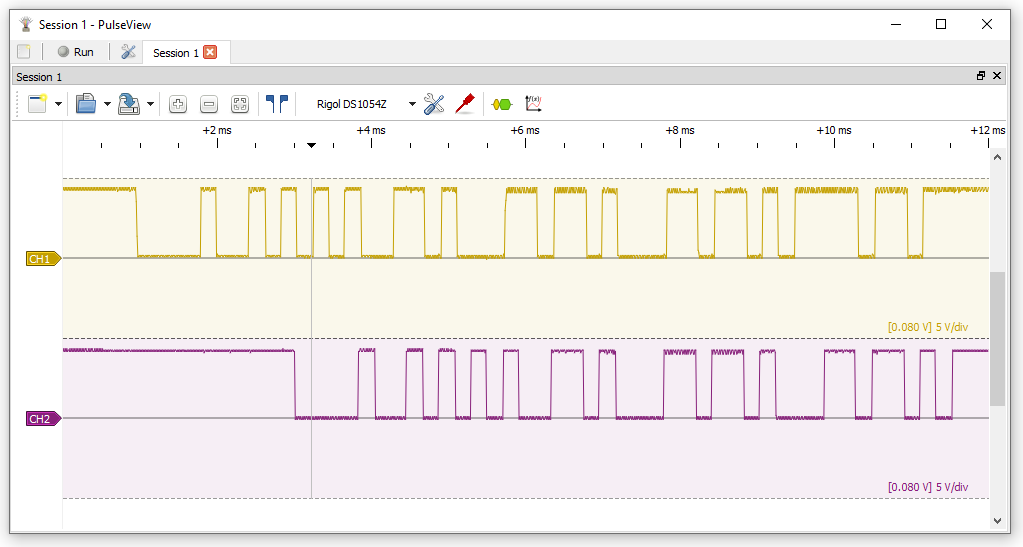 Session 1 - PulseView
Run
Session 1
Session 1
Rigol DS1054Z
f(x)
+2 ms
+4 ms
+6 ms
+8 ms
+10 ms
+12 ms
CH1
[0.080 V] 5 V/div
CH2
[0.080 V] 5 V/div